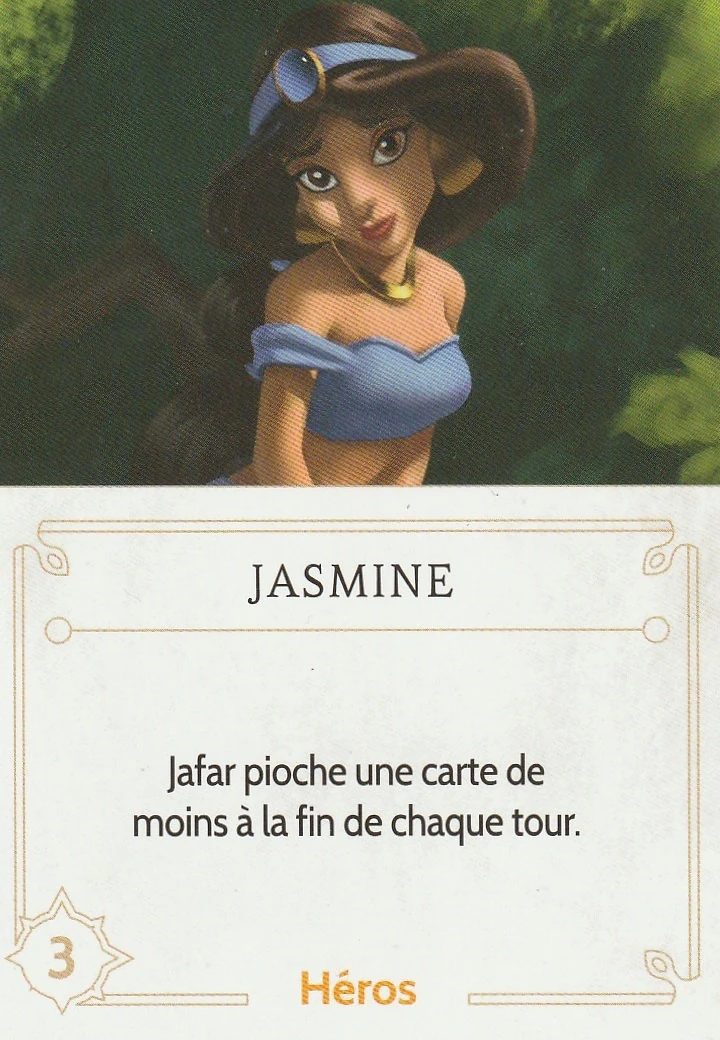 JASMINE
Jafar pioche une carte de
moins à la fin de chaque tour.
3
Héros